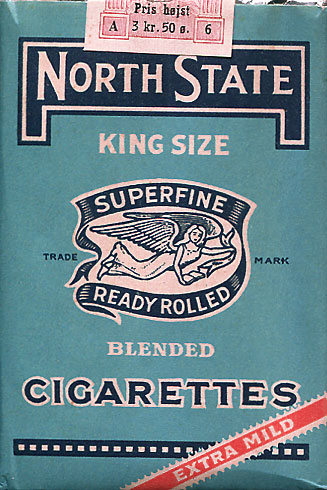 Pris højst
A 3 kr. 50 ø. 6
NORTH STATE
KING SIZE
SUPERFINE
TRADE MARK
READY ROLLED
BLENDED
CIGARETTES
EXTRA MILD